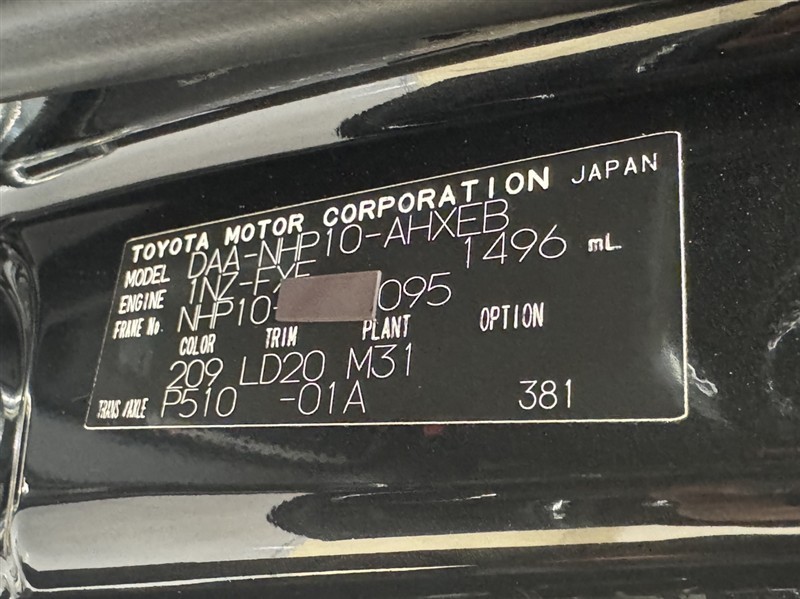 TOYOTA MOTOR CORPORATION JAPAN
MODEL DAA-NHP10-AHXEB
ENGINE 1NZ-FXE 1496 mL
FRAME No. NHP10- 095
COLOR TRIM PLANT OPTION
209 LD20 M31
TRANS/AXLE P510 -01A 381